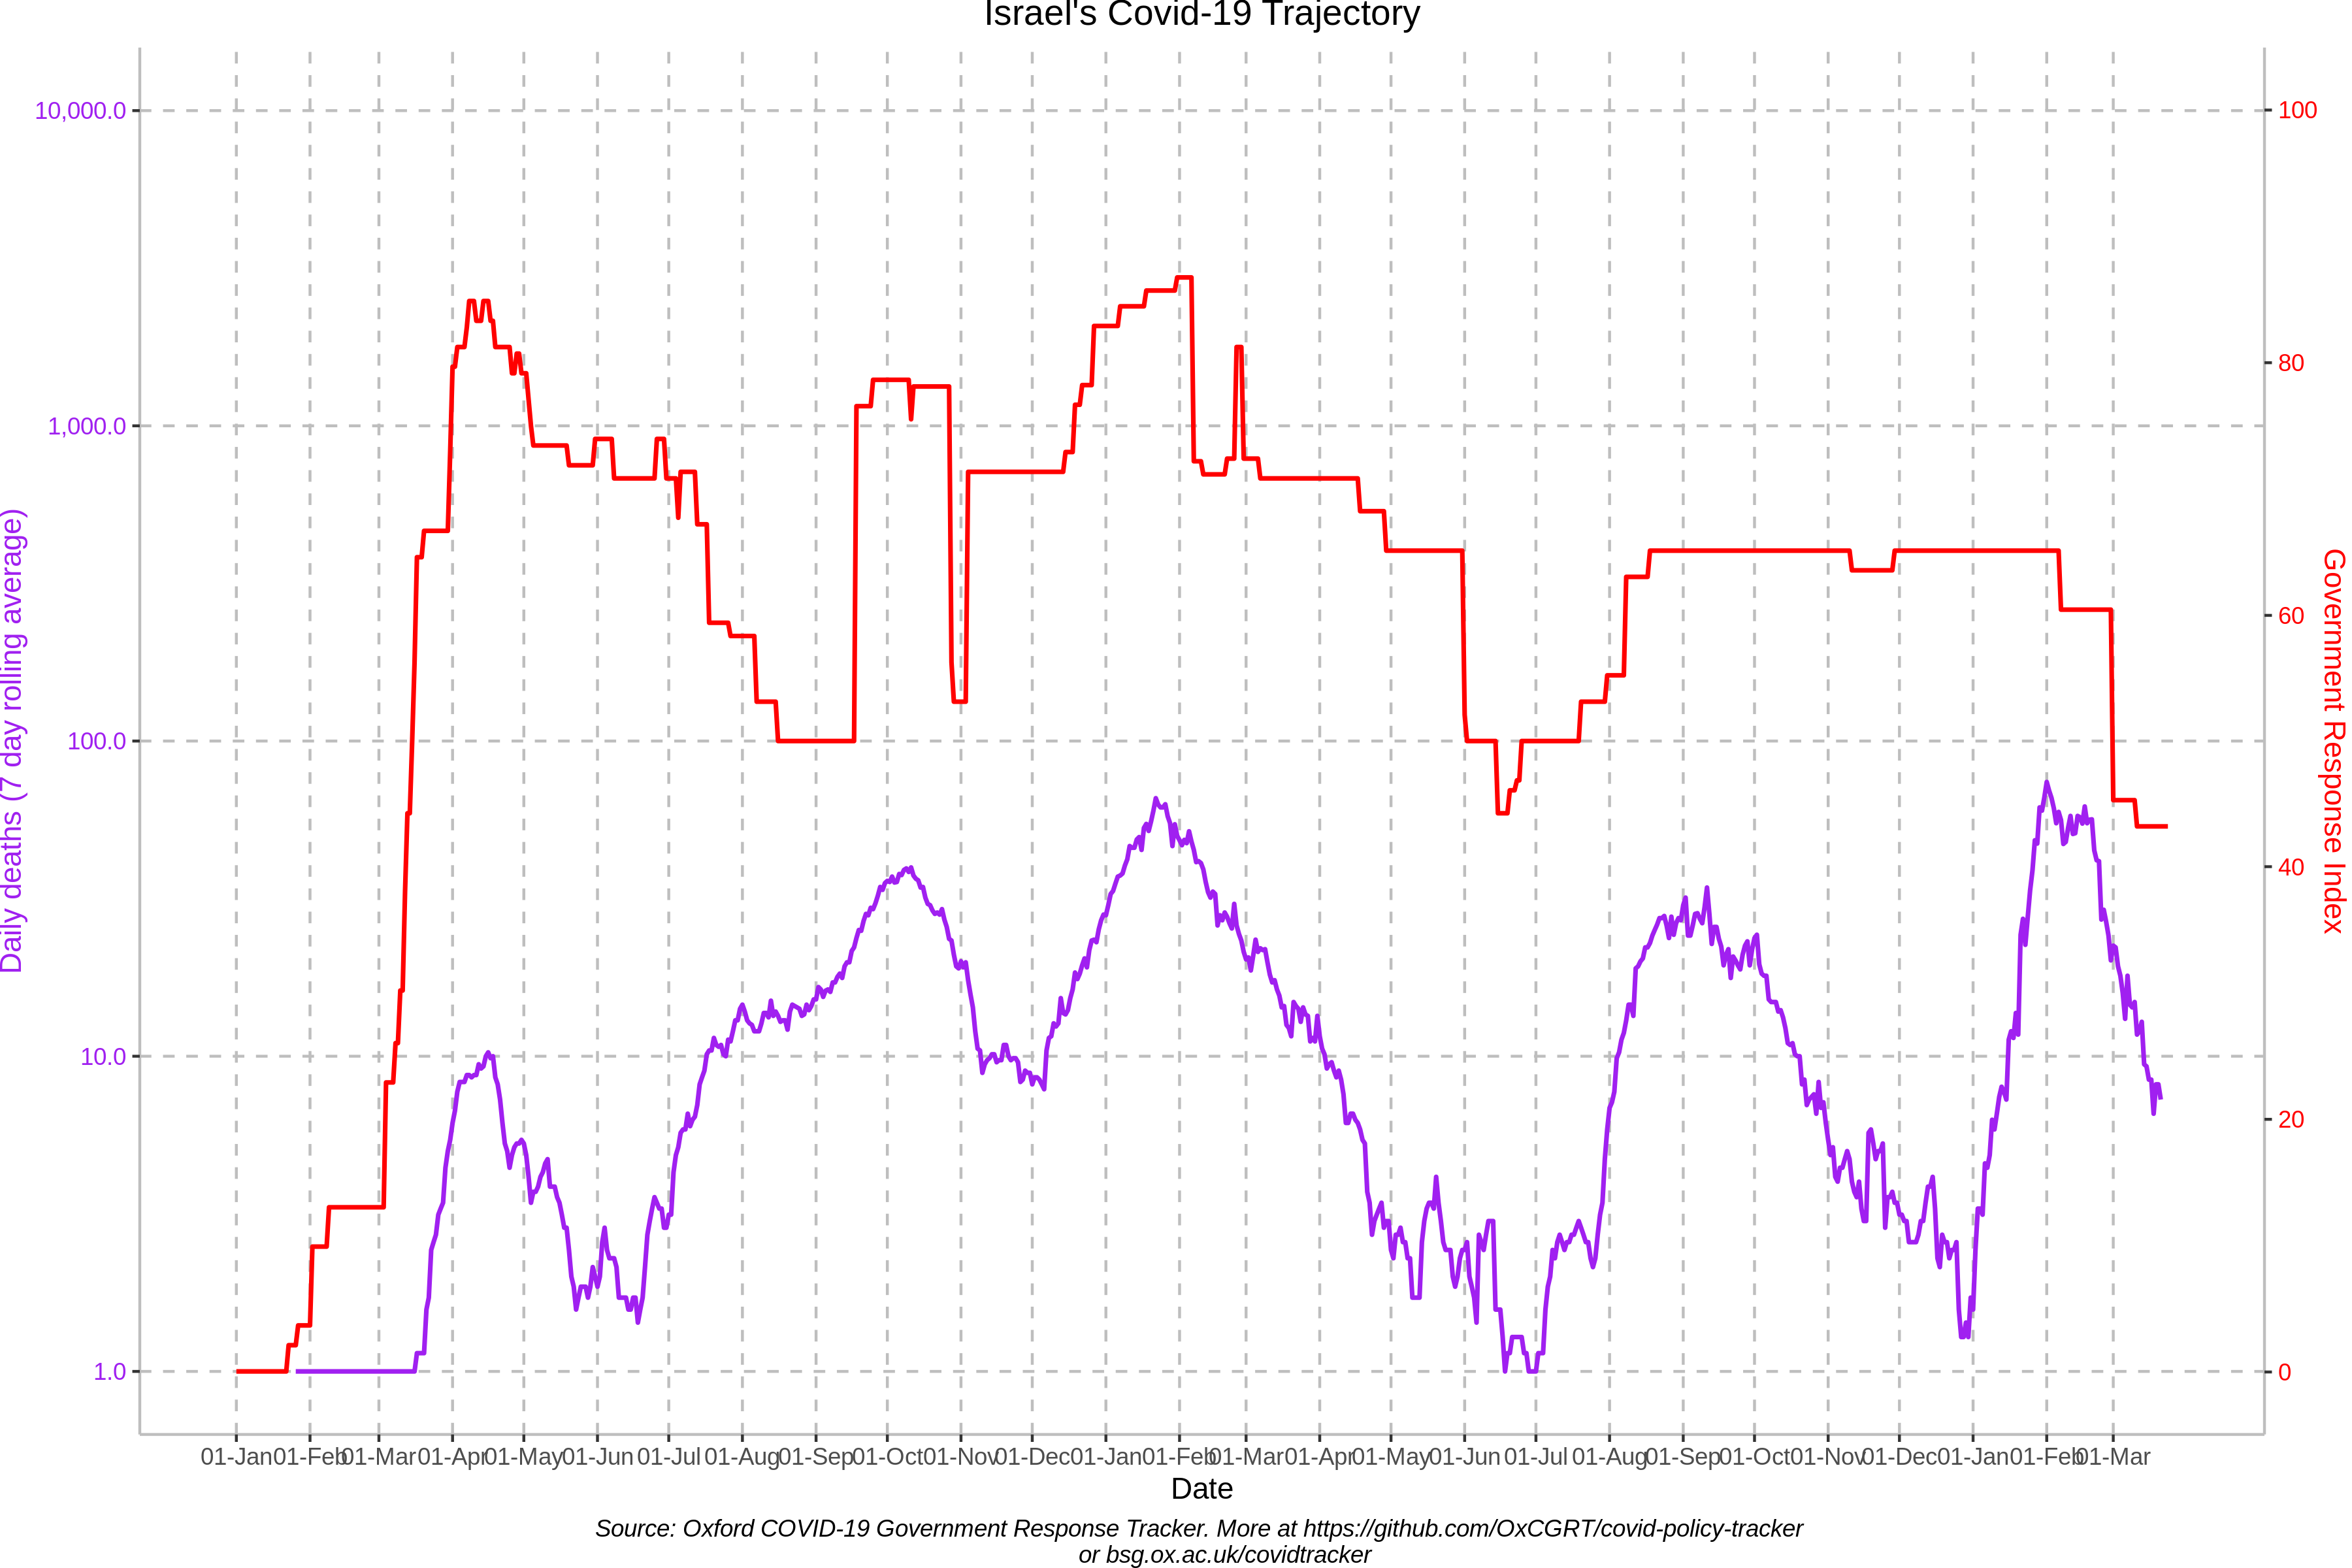 Israel's Covid-19 Trajectory
10,000.0
1,000.0
100.0
10.0
1.0
Daily deaths (7 day rolling average)
100
80
60
40
20
0
Government Response Index
01-Jan 01-Feb 01-Mar 01-Apr 01-May 01-Jun 01-Jul 01-Aug 01-Sep 01-Oct 01-Nov 01-Dec 01-Jan 01-Feb 01-Mar 01-Apr 01-May 01-Jun 01-Jul 01-Aug 01-Sep 01-Oct 01-Nov 01-Dec 01-Jan 01-Feb 01-Mar
Date
Source: Oxford COVID-19 Government Response Tracker. More at https://github.com/OxCGRT/covid-policy-tracker
or bsg.ox.ac.uk/covidtracker